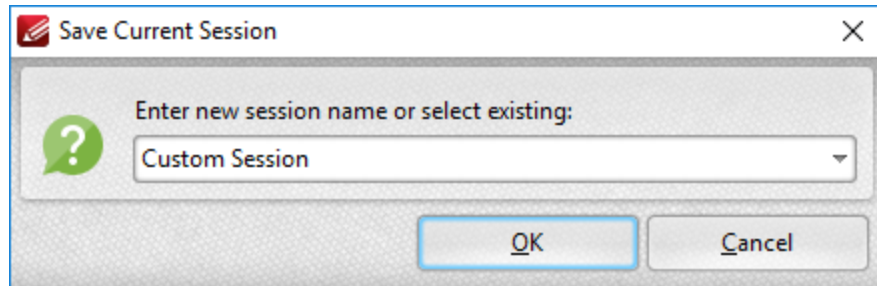 Save Current Session
Enter new session name or select existing:
Custom Session
OK
Cancel